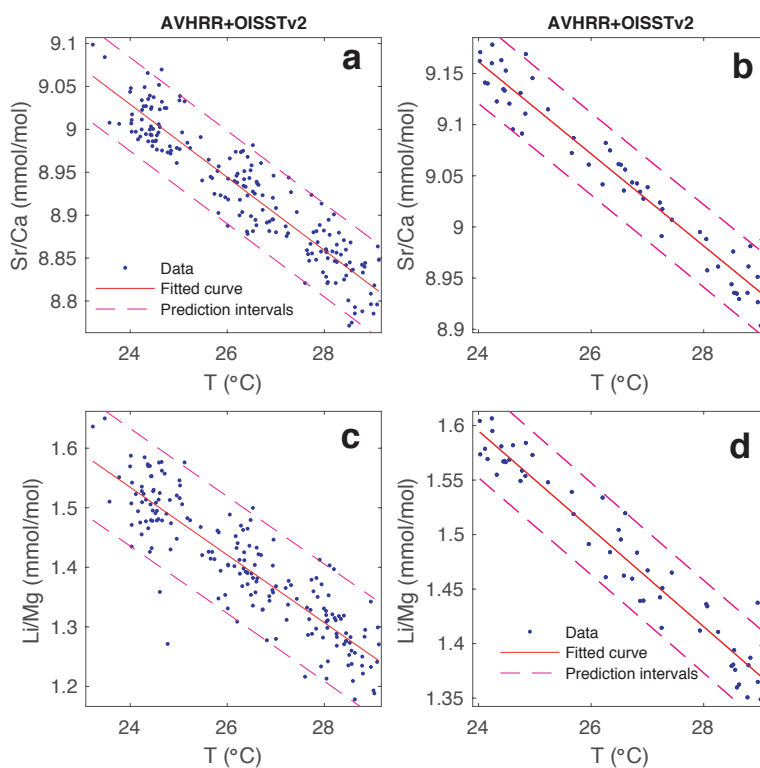 AVHRR+OISSTv2
a
Sr/Ca (mmol/mol)
9.1
9.05
9
8.95
8.9
8.85
8.8
Data
Fitted curve
Prediction intervals
24
26
28
T (°C)
AVHRR+OISSTv2
b
Sr/Ca (mmol/mol)
9.15
9.1
9.05
9
8.95
8.9
24
26
28
T (°C)
c
Li/Mg (mmol/mol)
1.6
1.5
1.4
1.3
1.2
24
26
28
T (°C)
d
Li/Mg (mmol/mol)
1.6
1.55
1.5
1.45
1.4
1.35
Data
Fitted curve
Prediction intervals
24
26
28
T (°C)